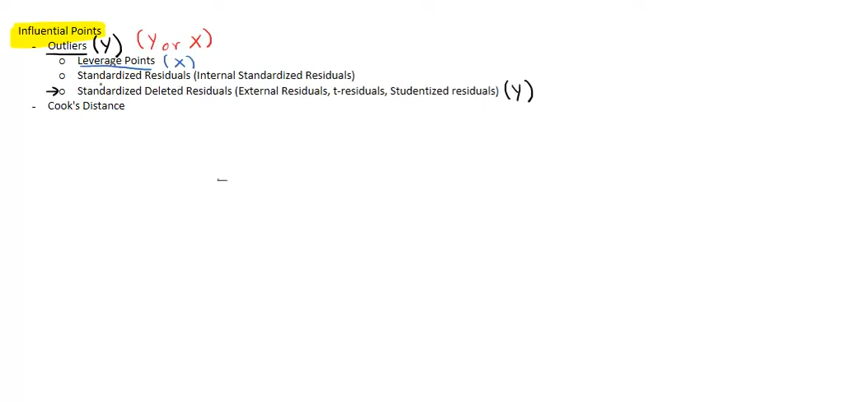 Influential Points
- Outliers (Y) (Y or X)
o Leverage Points (X)
o Standardized Residuals (Internal Standardized Residuals)
→ o Standardized Deleted Residuals (External Residuals, t-residuals, Studentized residuals) (Y)
- Cook's Distance